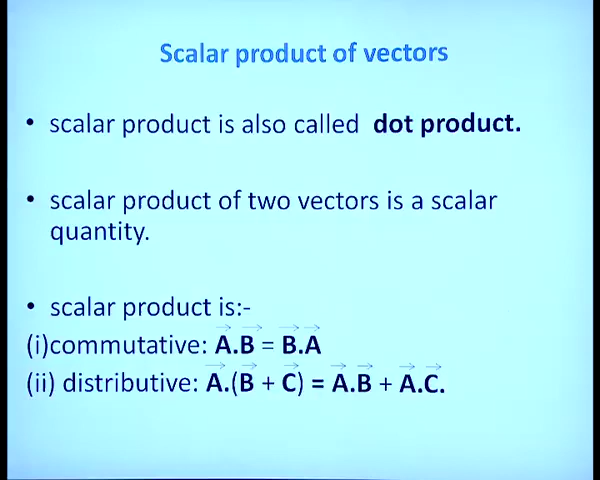 Scalar product of vectors
• scalar product is also called dot product.
• scalar product of two vectors is a scalar
quantity.
• scalar product is:-
(i)commutative: A⃗.B⃗ = B⃗.A⃗
(ii) distributive: A⃗.(B⃗ + C⃗) = A⃗.B⃗ + A⃗.C⃗.